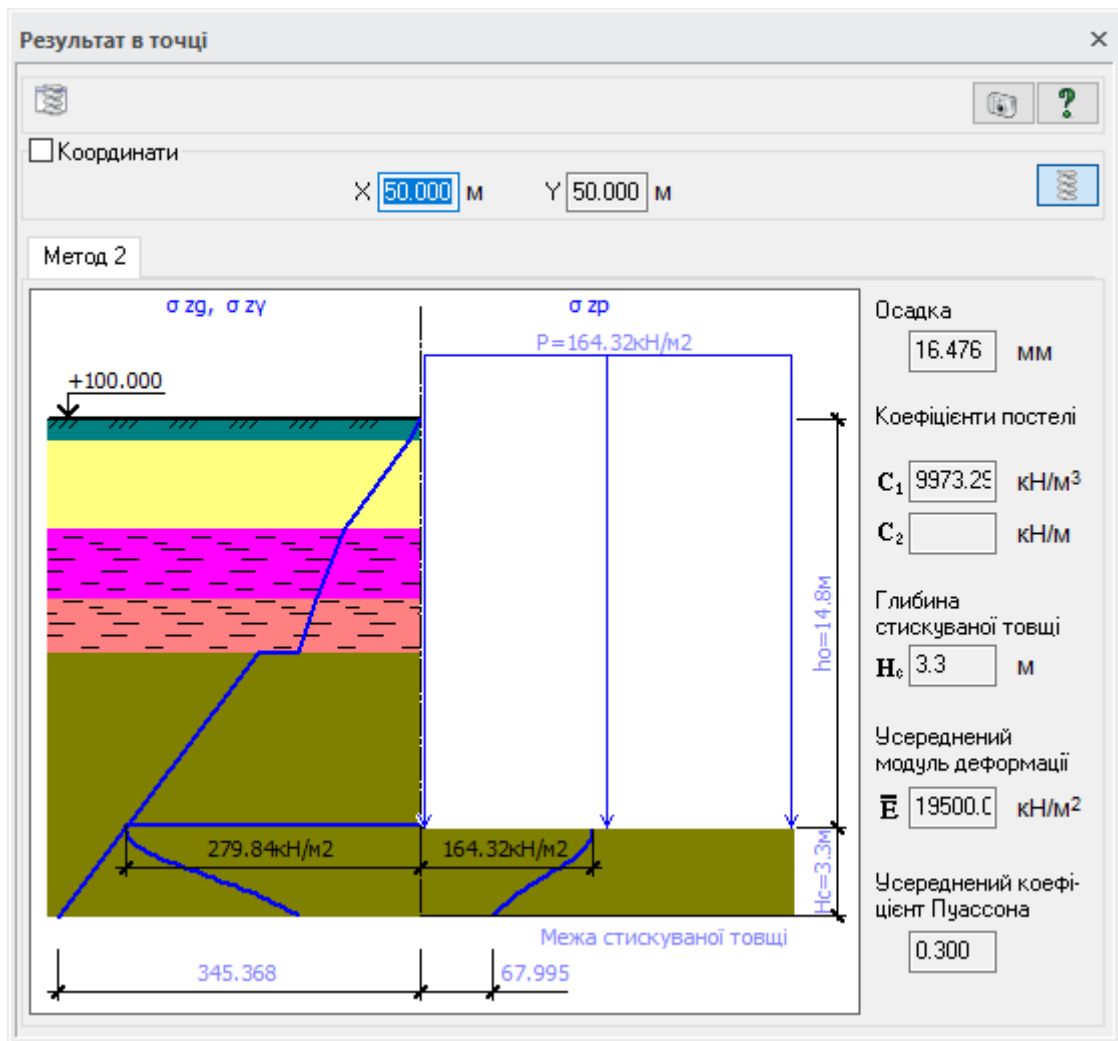 Результат в точці
Координати
X 50.000 м Y 50.000 м
Метод 2
σ zg, σ zγ
σ zp
P=164.32кН/м2
+100.000
ho=14.8м
279.84кН/м2
164.32кН/м2
Hc=3.3м
Межа стискуваної товщі
345.368
67.995
Осадка
16.476 мм
Коефіцієнти постелі
C1 9973.29 кН/м3
C2 кН/м
Глибина
стискуваної товщі
Hc 3.3 м
Усереднений
модуль деформації
E 19500.0 кН/м2
Усереднений коефі-
цієнт Пуассона
0.300